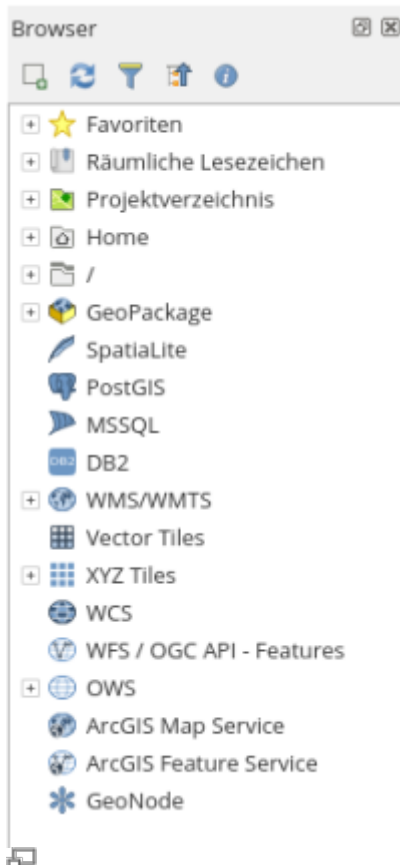 Browser
Favoriten
Räumliche Lesezeichen
Projektverzeichnis
Home
/
GeoPackage
SpatiaLite
PostGIS
MSSQL
DB2 DB2
WMS/WMTS
Vector Tiles
XYZ Tiles
WCS
WFS / OGC API - Features
OWS
ArcGIS Map Service
ArcGIS Feature Service
GeoNode